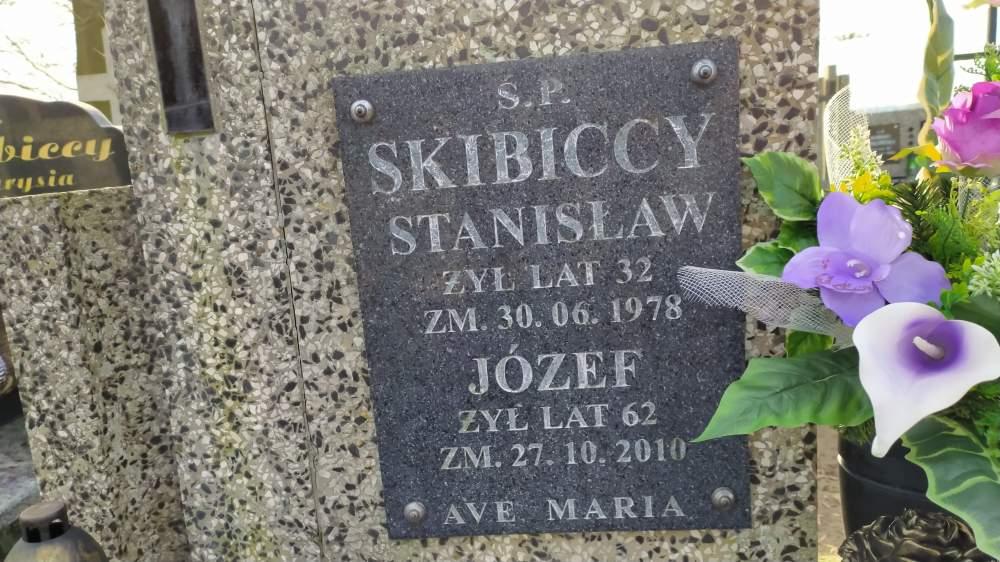 biccy
rysia
Ś.P.
SKIBICCY
STANISŁAW
ŻYŁ LAT 32
ZM. 30. 06. 1978
JÓZEF
ŻYŁ LAT 62
ZM. 27. 10. 2010
AVE MARIA